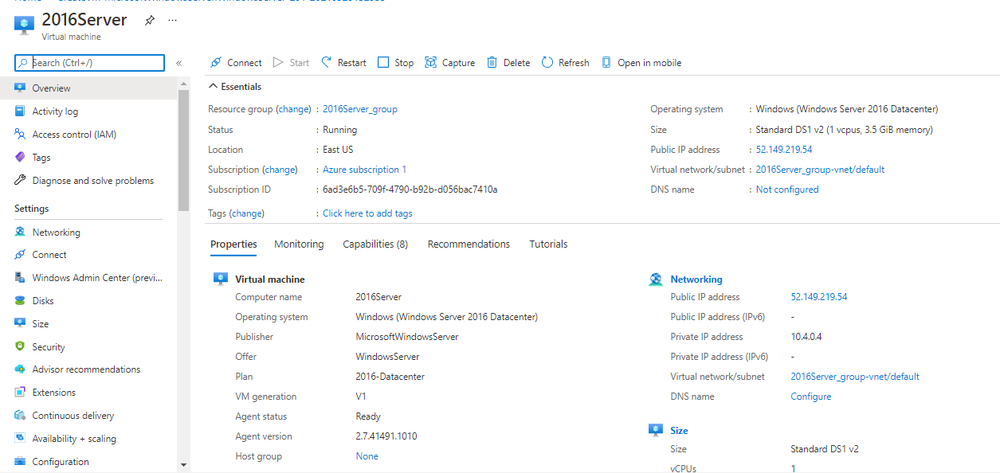 2016Server
Virtual machine
Search (Ctrl+/)
«
Connect Start Restart Stop Capture Delete Refresh Open in mobile
Overview
Activity log
Access control (IAM)
Tags
Diagnose and solve problems
Settings
Networking
Connect
Windows Admin Center (previ...
Disks
Size
Security
Advisor recommendations
Extensions
Continuous delivery
Availability + scaling
Configuration
Essentials
Resource group (change) : 2016Server_group
Status : Running
Location : East US
Subscription (change) : Azure subscription 1
Subscription ID : 6ad3e6b5-709f-4790-b92b-d056bac7410a
Tags (change) : Click here to add tags
Operating system : Windows (Windows Server 2016 Datacenter)
Size : Standard DS1 v2 (1 vcpus, 3.5 GiB memory)
Public IP address : 52.149.219.54
Virtual network/subnet : 2016Server_group-vnet/default
DNS name : Not configured
Properties Monitoring Capabilities (8) Recommendations Tutorials
Virtual machine
Computer name 2016Server
Operating system Windows (Windows Server 2016 Datacenter)
Publisher MicrosoftWindowsServer
Offer WindowsServer
Plan 2016-Datacenter
VM generation V1
Agent status Ready
Agent version 2.7.41491.1010
Host group None
Networking
Public IP address 52.149.219.54
Public IP address (IPv6) -
Private IP address 10.4.0.4
Private IP address (IPv6) -
Virtual network/subnet 2016Server_group-vnet/default
DNS name Configure
Size
Size Standard DS1 v2
vCPUs 1